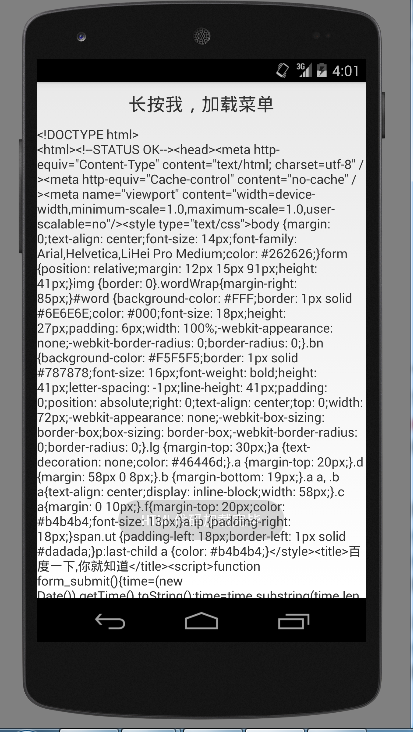 3G 4:01
长按我，加载菜单
<!DOCTYPE html>
<html><!--STATUS OK--><head><meta http-
equiv="Content-Type" content="text/html; charset=utf-8" /
><meta http-equiv="Cache-control" content="no-cache" /
><meta name="viewport" content="width=device-
width,minimum-scale=1.0,maximum-scale=1.0,user-
scalable=no"/><style type="text/css">body {margin:
0;text-align: center;font-size: 14px;font-family:
Arial,Helvetica,LiHei Pro Medium;color: #262626;}form
{position: relative;margin: 12px 15px 91px;height:
41px;}img {border: 0}.wordWrap{margin-right:
85px;}#word {background-color: #FFF;border: 1px solid
#6E6E6E;color: #000;font-size: 18px;height:
27px;padding: 6px;width: 100%;-webkit-appearance:
none;-webkit-border-radius: 0;border-radius: 0;}.bn
{background-color: #F5F5F5;border: 1px solid
#787878;font-size: 16px;font-weight: bold;height:
41px;letter-spacing: -1px;line-height: 41px;padding:
0;position: absolute;right: 0;text-align: center;top: 0;width:
72px;-webkit-appearance: none;-webkit-box-sizing:
border-box;box-sizing: border-box;-webkit-border-radius:
0;border-radius: 0;}.lg {margin-top: 30px;}a {text-
decoration: none;color: #46446d;}.a {margin-top: 20px;}.d
{margin: 58px 0 8px;}.b {margin-bottom: 19px;}.a a, .b
a{text-align: center;display: inline-block;width: 58px;}.c
a{margin: 0 10px;}.f{margin-top: 20px;color:
#b4b4b4;font-size: 13px;}a.ip {padding-right:
18px;}span.ut {padding-left: 18px;border-left: 1px solid
#dadada;}p:last-child a {color: #b4b4b4;}</style><title>百
度一下,你就知道</title><script>function
form_submit(){time=(new
Date()).getTime().toString();time=time.substring(time.len